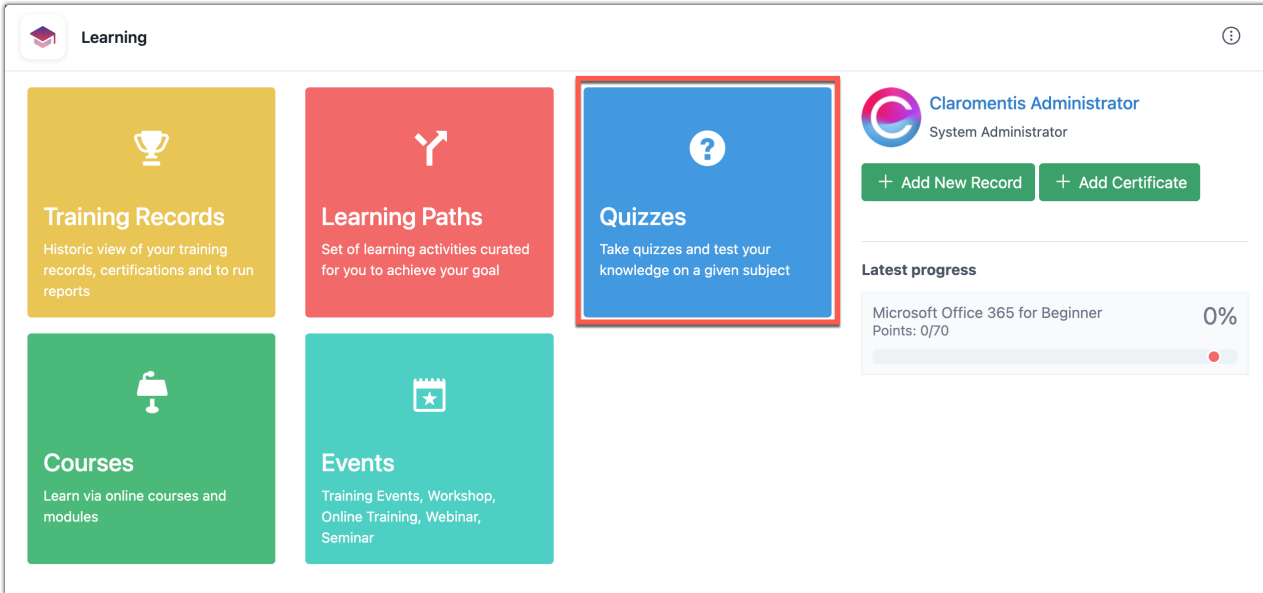 Learning
Training Records
Historic view of your training
records, certifications and to run
reports
Learning Paths
Set of learning activities curated
for you to achieve your goal
?
Quizzes
Take quizzes and test your
knowledge on a given subject
Courses
Learn via online courses and
modules
Events
Training Events, Workshop,
Online Training, Webinar,
Seminar
Claromentis Administrator
System Administrator
+ Add New Record
+ Add Certificate
Latest progress
Microsoft Office 365 for Beginner
0%
Points: 0/70